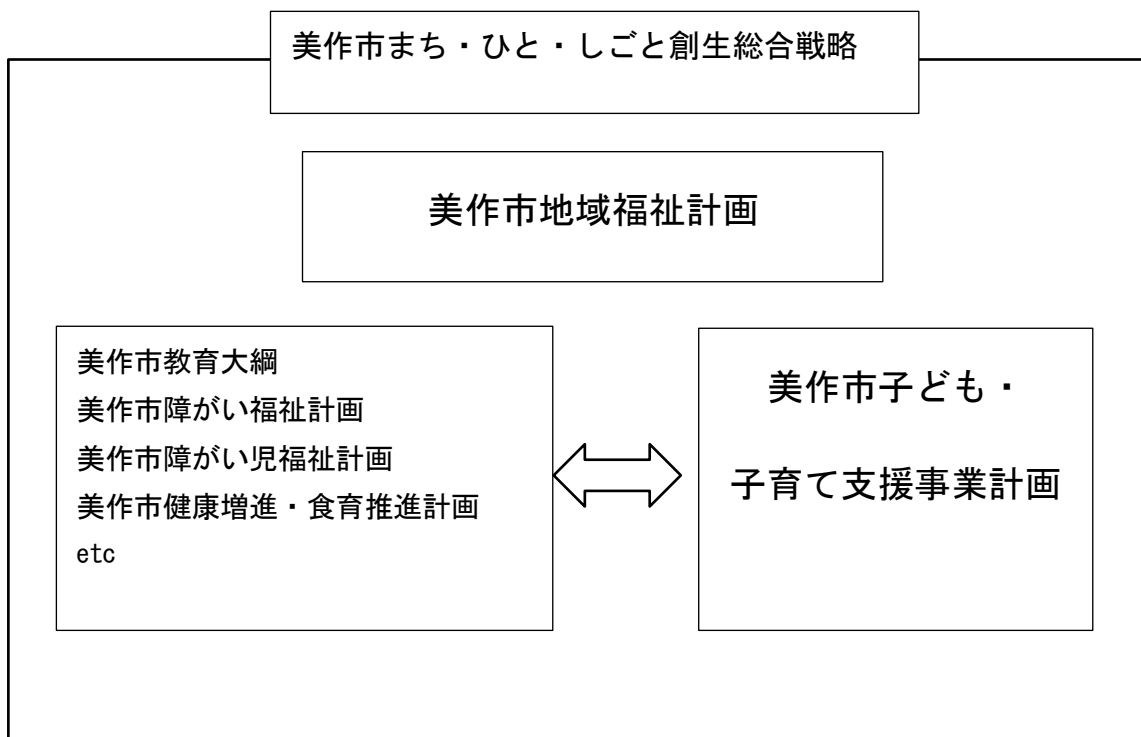 美作市まち・ひと・しごと創生総合戦略
美作市地域福祉計画
美作市教育大綱
美作市障がい福祉計画
美作市障がい児福祉計画
美作市健康増進・食育推進計画
etc
美作市子ども・
子育て支援事業計画